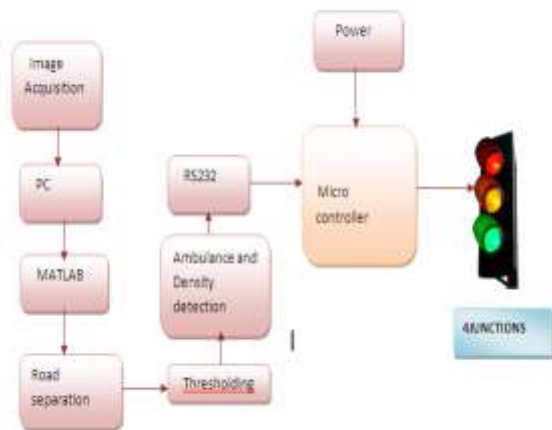 Image
Acquisition
PC
MATLAB
Road
separation
Thresholding
Ambulance and
Density
detection
RS232
Power
Micro
controller
4JUNCTIONS